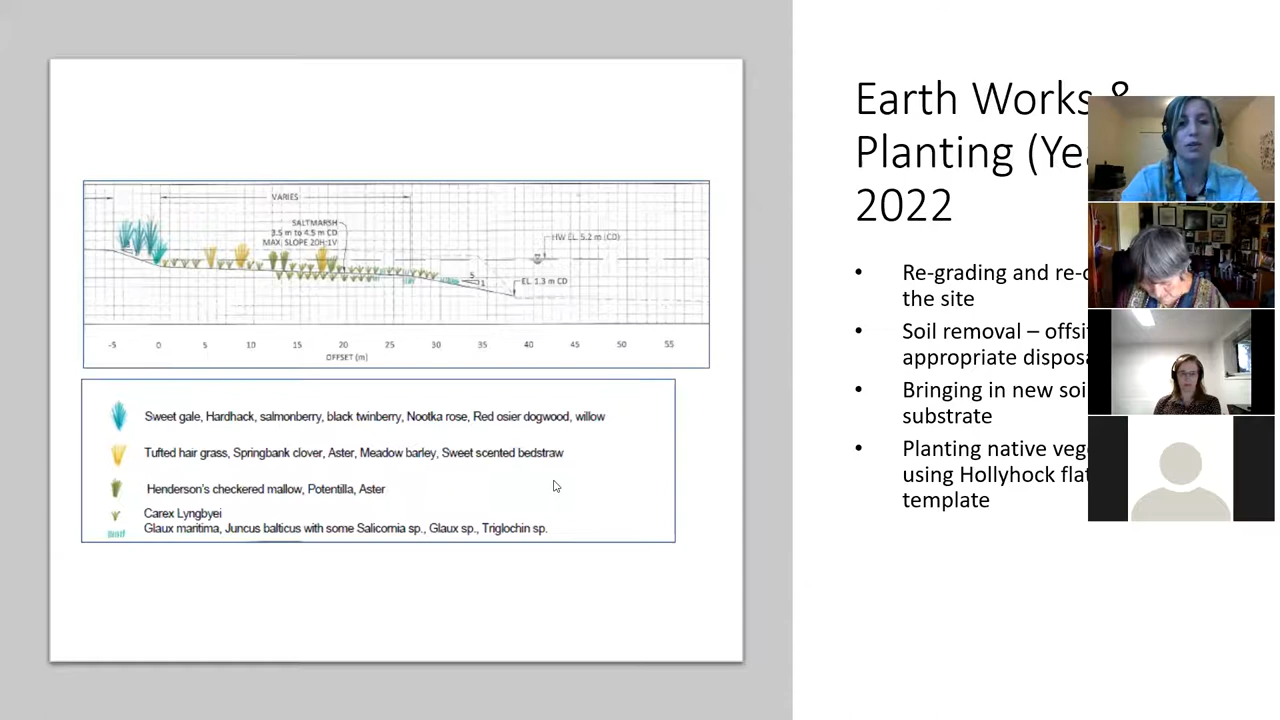 VARIES
SALTMARSH
3.5 m to 4.5 m CD
MAX. SLOPE 20H:1V
HW EL. 5.2 m (CD)
5
1
EL. 1.3 m CD
-5 0 5 10 15 20 25 30 35 40 45 50 55
OFFSET (m)
Sweet gale, Hardhack, salmonberry, black twinberry, Nootka rose, Red osier dogwood, willow
Tufted hair grass, Springbank clover, Aster, Meadow barley, Sweet scented bedstraw
Henderson's checkered mallow, Potentilla, Aster
Carex Lyngbyei
Glaux maritima, Juncus balticus with some Salicornia sp., Glaux sp., Triglochin sp.
Earth Works &
Planting (Yea
2022
• Re-grading and re-c
the site
• Soil removal – offsi
appropriate dispos
• Bringing in new soi
substrate
• Planting native veg
using Hollyhock flat
template